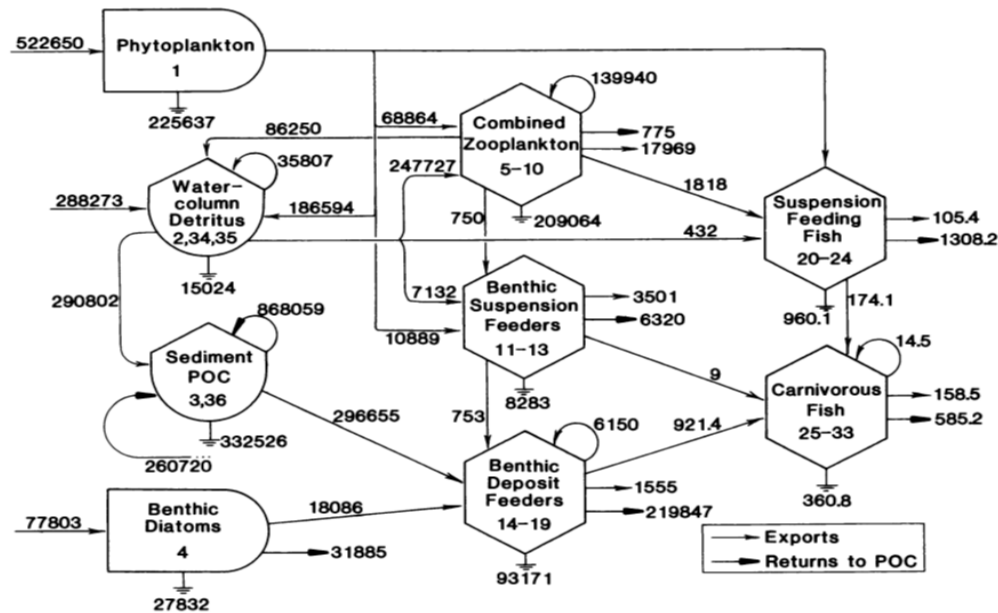 522650
Phytoplankton
1
225637
139940
68864
Combined
Zooplankton
5-10
775
17969
86250
35807
247727
1818
288273
Water-
column
Detritus
2,34,35
186594
750
209064
Suspension
Feeding
Fish
20-24
105.4
1308.2
432
15024
290802
7132
Benthic
Suspension
Feeders
11-13
3501
6320
174.1
960.1
868059
10889
14.5
Sediment
POC
3,36
8283
9
Carnivorous
Fish
25-33
158.5
585.2
296655
753
6150
921.4
332526
260720
360.8
77803
Benthic
Diatoms
4
18086
31885
27832
Benthic
Deposit
Feeders
14-19
1555
219847
93171
Exports
Returns to POC